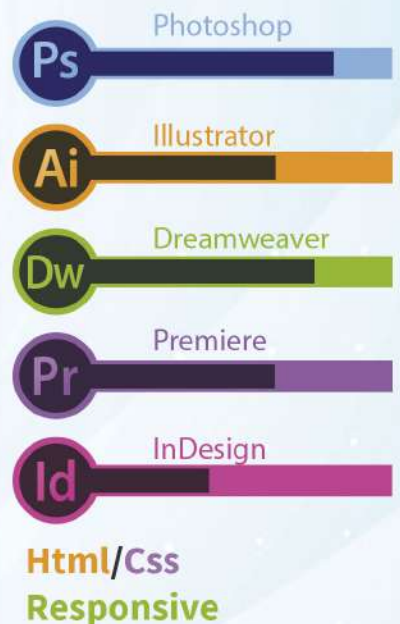 Photoshop
Ps
Illustrator
Ai
Dreamweaver
Dw
Premiere
Pr
InDesign
Id
Html/Css
Responsive